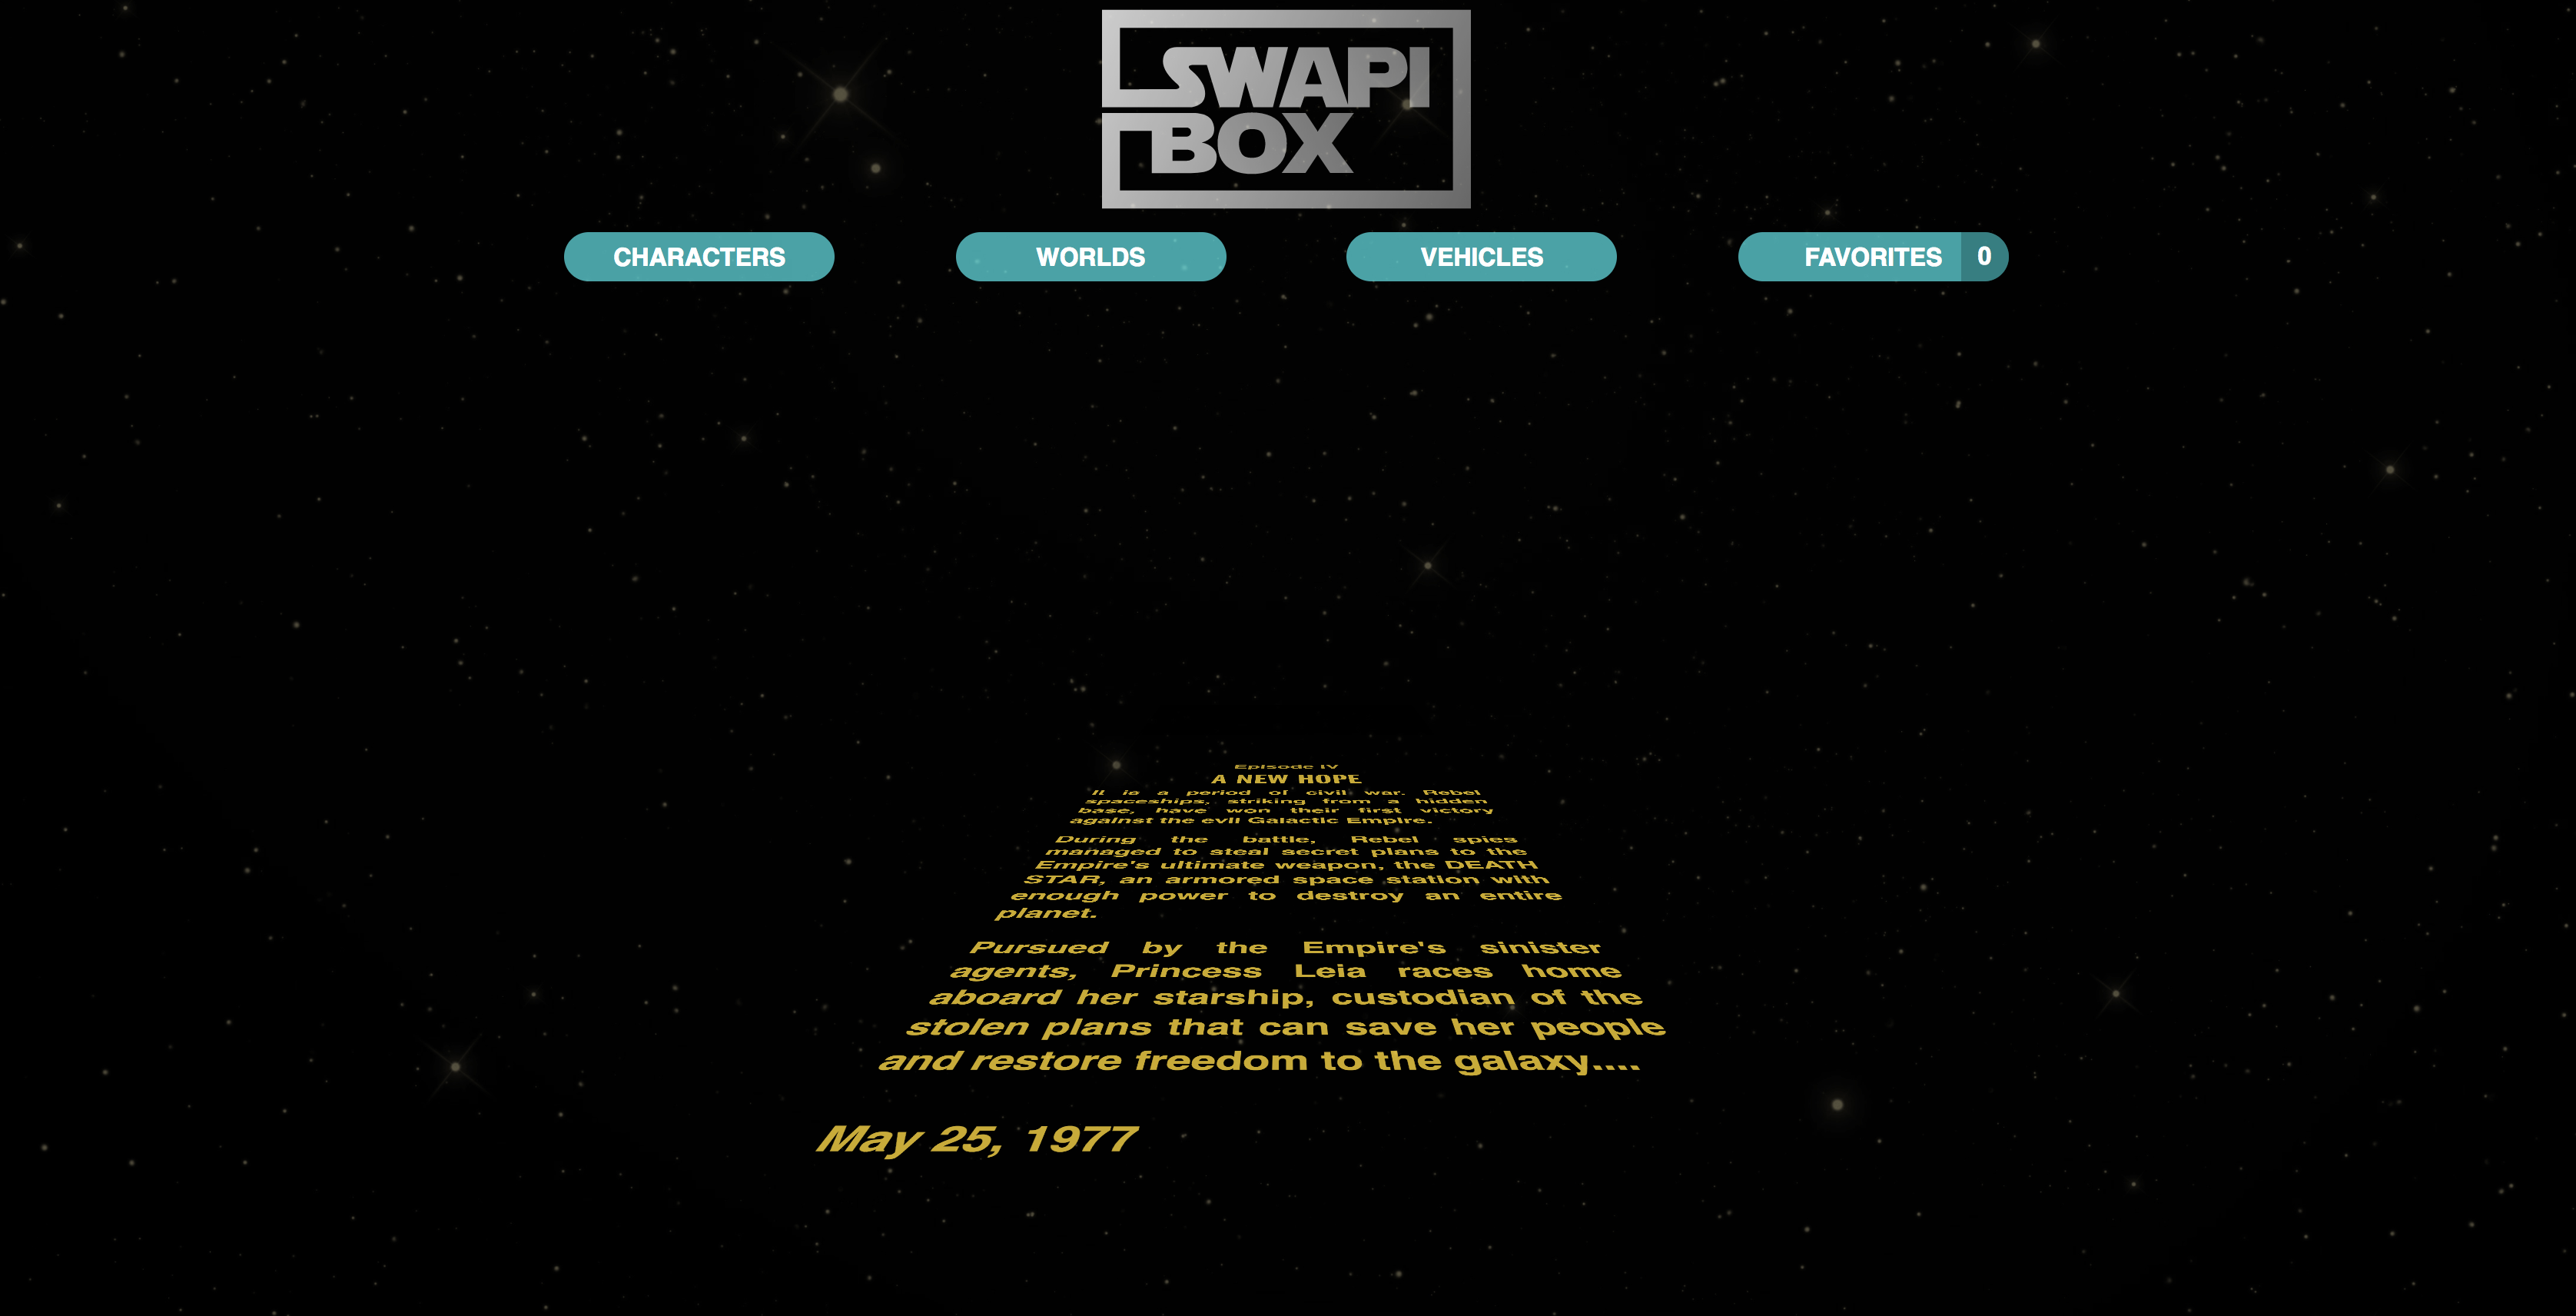 SWAPI
BOX
CHARACTERS
WORLDS
VEHICLES
FAVORITES 0
Episode IV
A NEW HOPE
It is a period of civil war. Rebel
spaceships, striking from a hidden
base, have won their first victory
against the evil Galactic Empire.
During the battle, Rebel spies
managed to steal secret plans to the
Empire's ultimate weapon, the DEATH
STAR, an armored space station with
enough power to destroy an entire
planet.
Pursued by the Empire's sinister
agents, Princess Leia races home
aboard her starship, custodian of the
stolen plans that can save her people
and restore freedom to the galaxy....
May 25, 1977